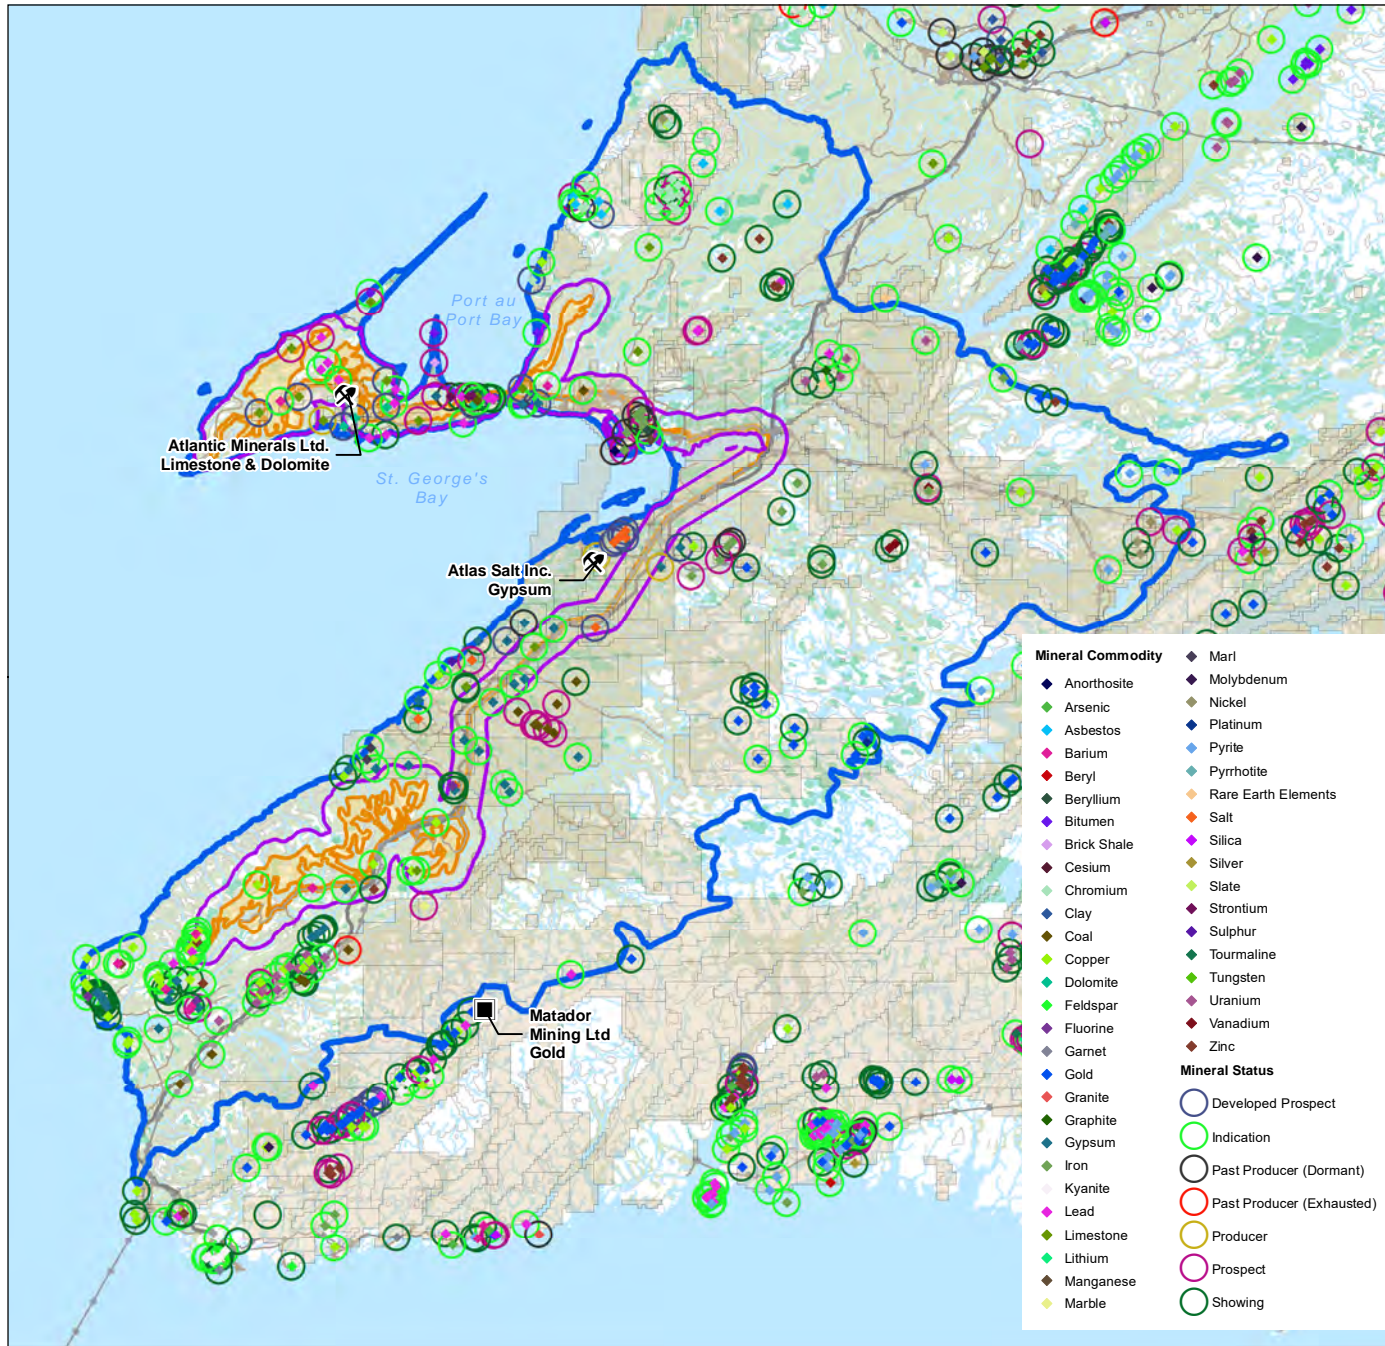 Port au
Port Bay
Atlantic Minerals Ltd.
Limestone & Dolomite
St. George's
Bay
Atlas Salt Inc.
Gypsum
Matador
Mining Ltd
Gold
Mineral Commodity
Anorthosite
Arsenic
Asbestos
Barium
Beryl
Beryllium
Bitumen
Brick Shale
Cesium
Chromium
Clay
Coal
Copper
Dolomite
Feldspar
Fluorine
Garnet
Gold
Granite
Graphite
Gypsum
Iron
Kyanite
Lead
Limestone
Lithium
Manganese
Marble
Marl
Molybdenum
Nickel
Platinum
Pyrite
Pyrrhotite
Rare Earth Elements
Salt
Silica
Silver
Slate
Strontium
Sulphur
Tourmaline
Tungsten
Uranium
Vanadium
Zinc
Mineral Status
Developed Prospect
Indication
Past Producer (Dormant)
Past Producer (Exhausted)
Producer
Prospect
Showing